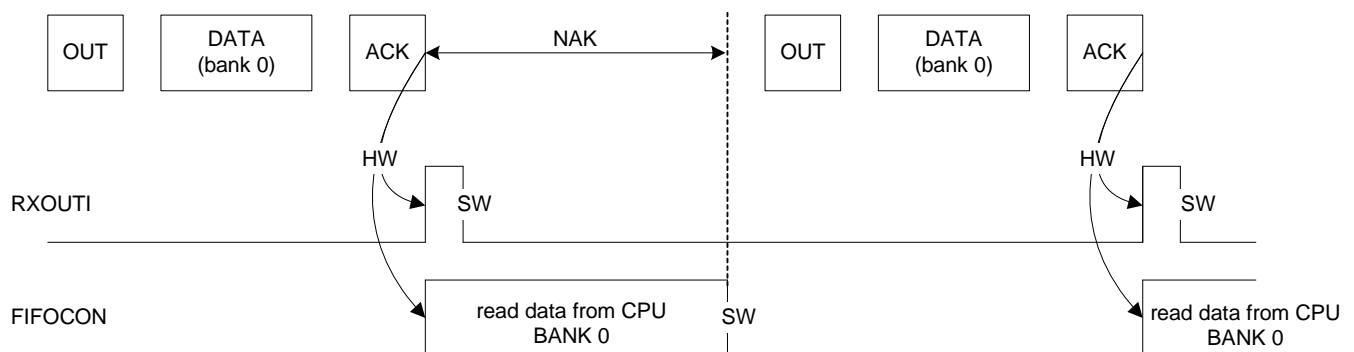 OUT
DATA
(bank 0)
ACK
NAK
OUT
DATA
(bank 0)
ACK
HW
HW
RXOUTI
SW
SW
FIFOCON
read data from CPU
BANK 0
SW
read data from CPU
BANK 0